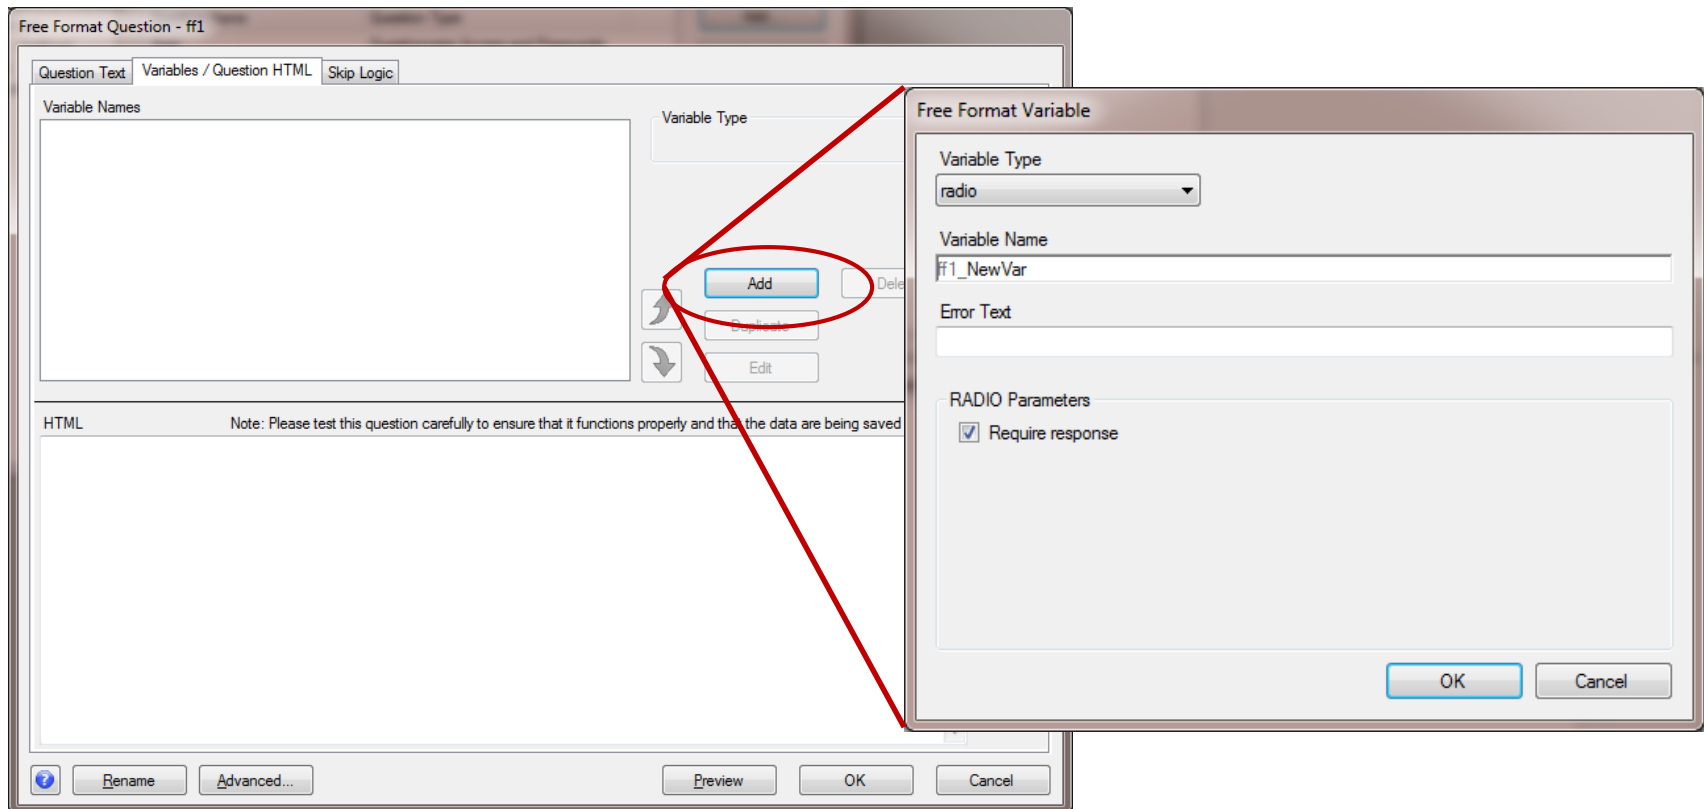 Free Format Question - ff1
Question Text
Variables / Question HTML
Skip Logic
Variable Names
Variable Type
Add
Dele
Duplicate
Edit
HTML
Note: Please test this question carefully to ensure that it functions properly and that the data are being saved
Rename
Advanced...
Preview
OK
Cancel
Free Format Variable
Variable Type
radio
Variable Name
ff1_NewVar
Error Text
RADIO Parameters
Require response
OK
Cancel